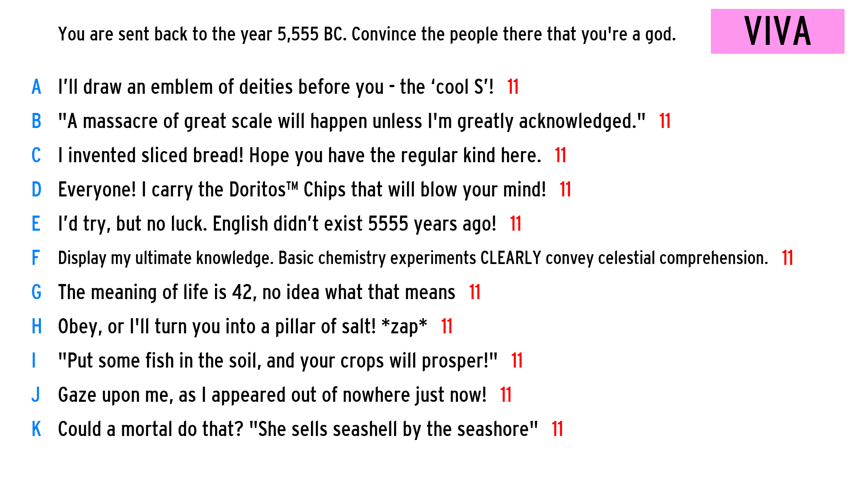 You are sent back to the year 5,555 BC. Convince the people there that you're a god.
VIVA
A I'll draw an emblem of deities before you - the ‘cool S’! 11
B "A massacre of great scale will happen unless I'm greatly acknowledged." 11
C I invented sliced bread! Hope you have the regular kind here. 11
D Everyone! I carry the Doritos™ Chips that will blow your mind! 11
E I’d try, but no luck. English didn’t exist 5555 years ago! 11
F Display my ultimate knowledge. Basic chemistry experiments CLEARLY convey celestial comprehension. 11
G The meaning of life is 42, no idea what that means 11
H Obey, or I'll turn you into a pillar of salt! *zap* 11
I "Put some fish in the soil, and your crops will prosper!" 11
J Gaze upon me, as I appeared out of nowhere just now! 11
K Could a mortal do that? "She sells seashell by the seashore" 11